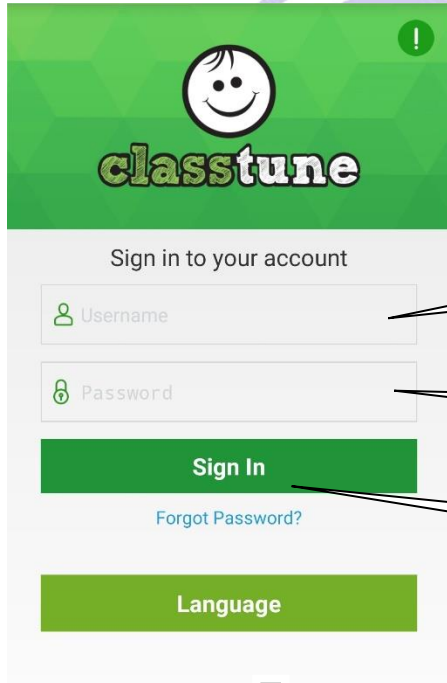 !
classtune
Sign in to your account
Username
Password
Sign In
Forgot Password?
Language